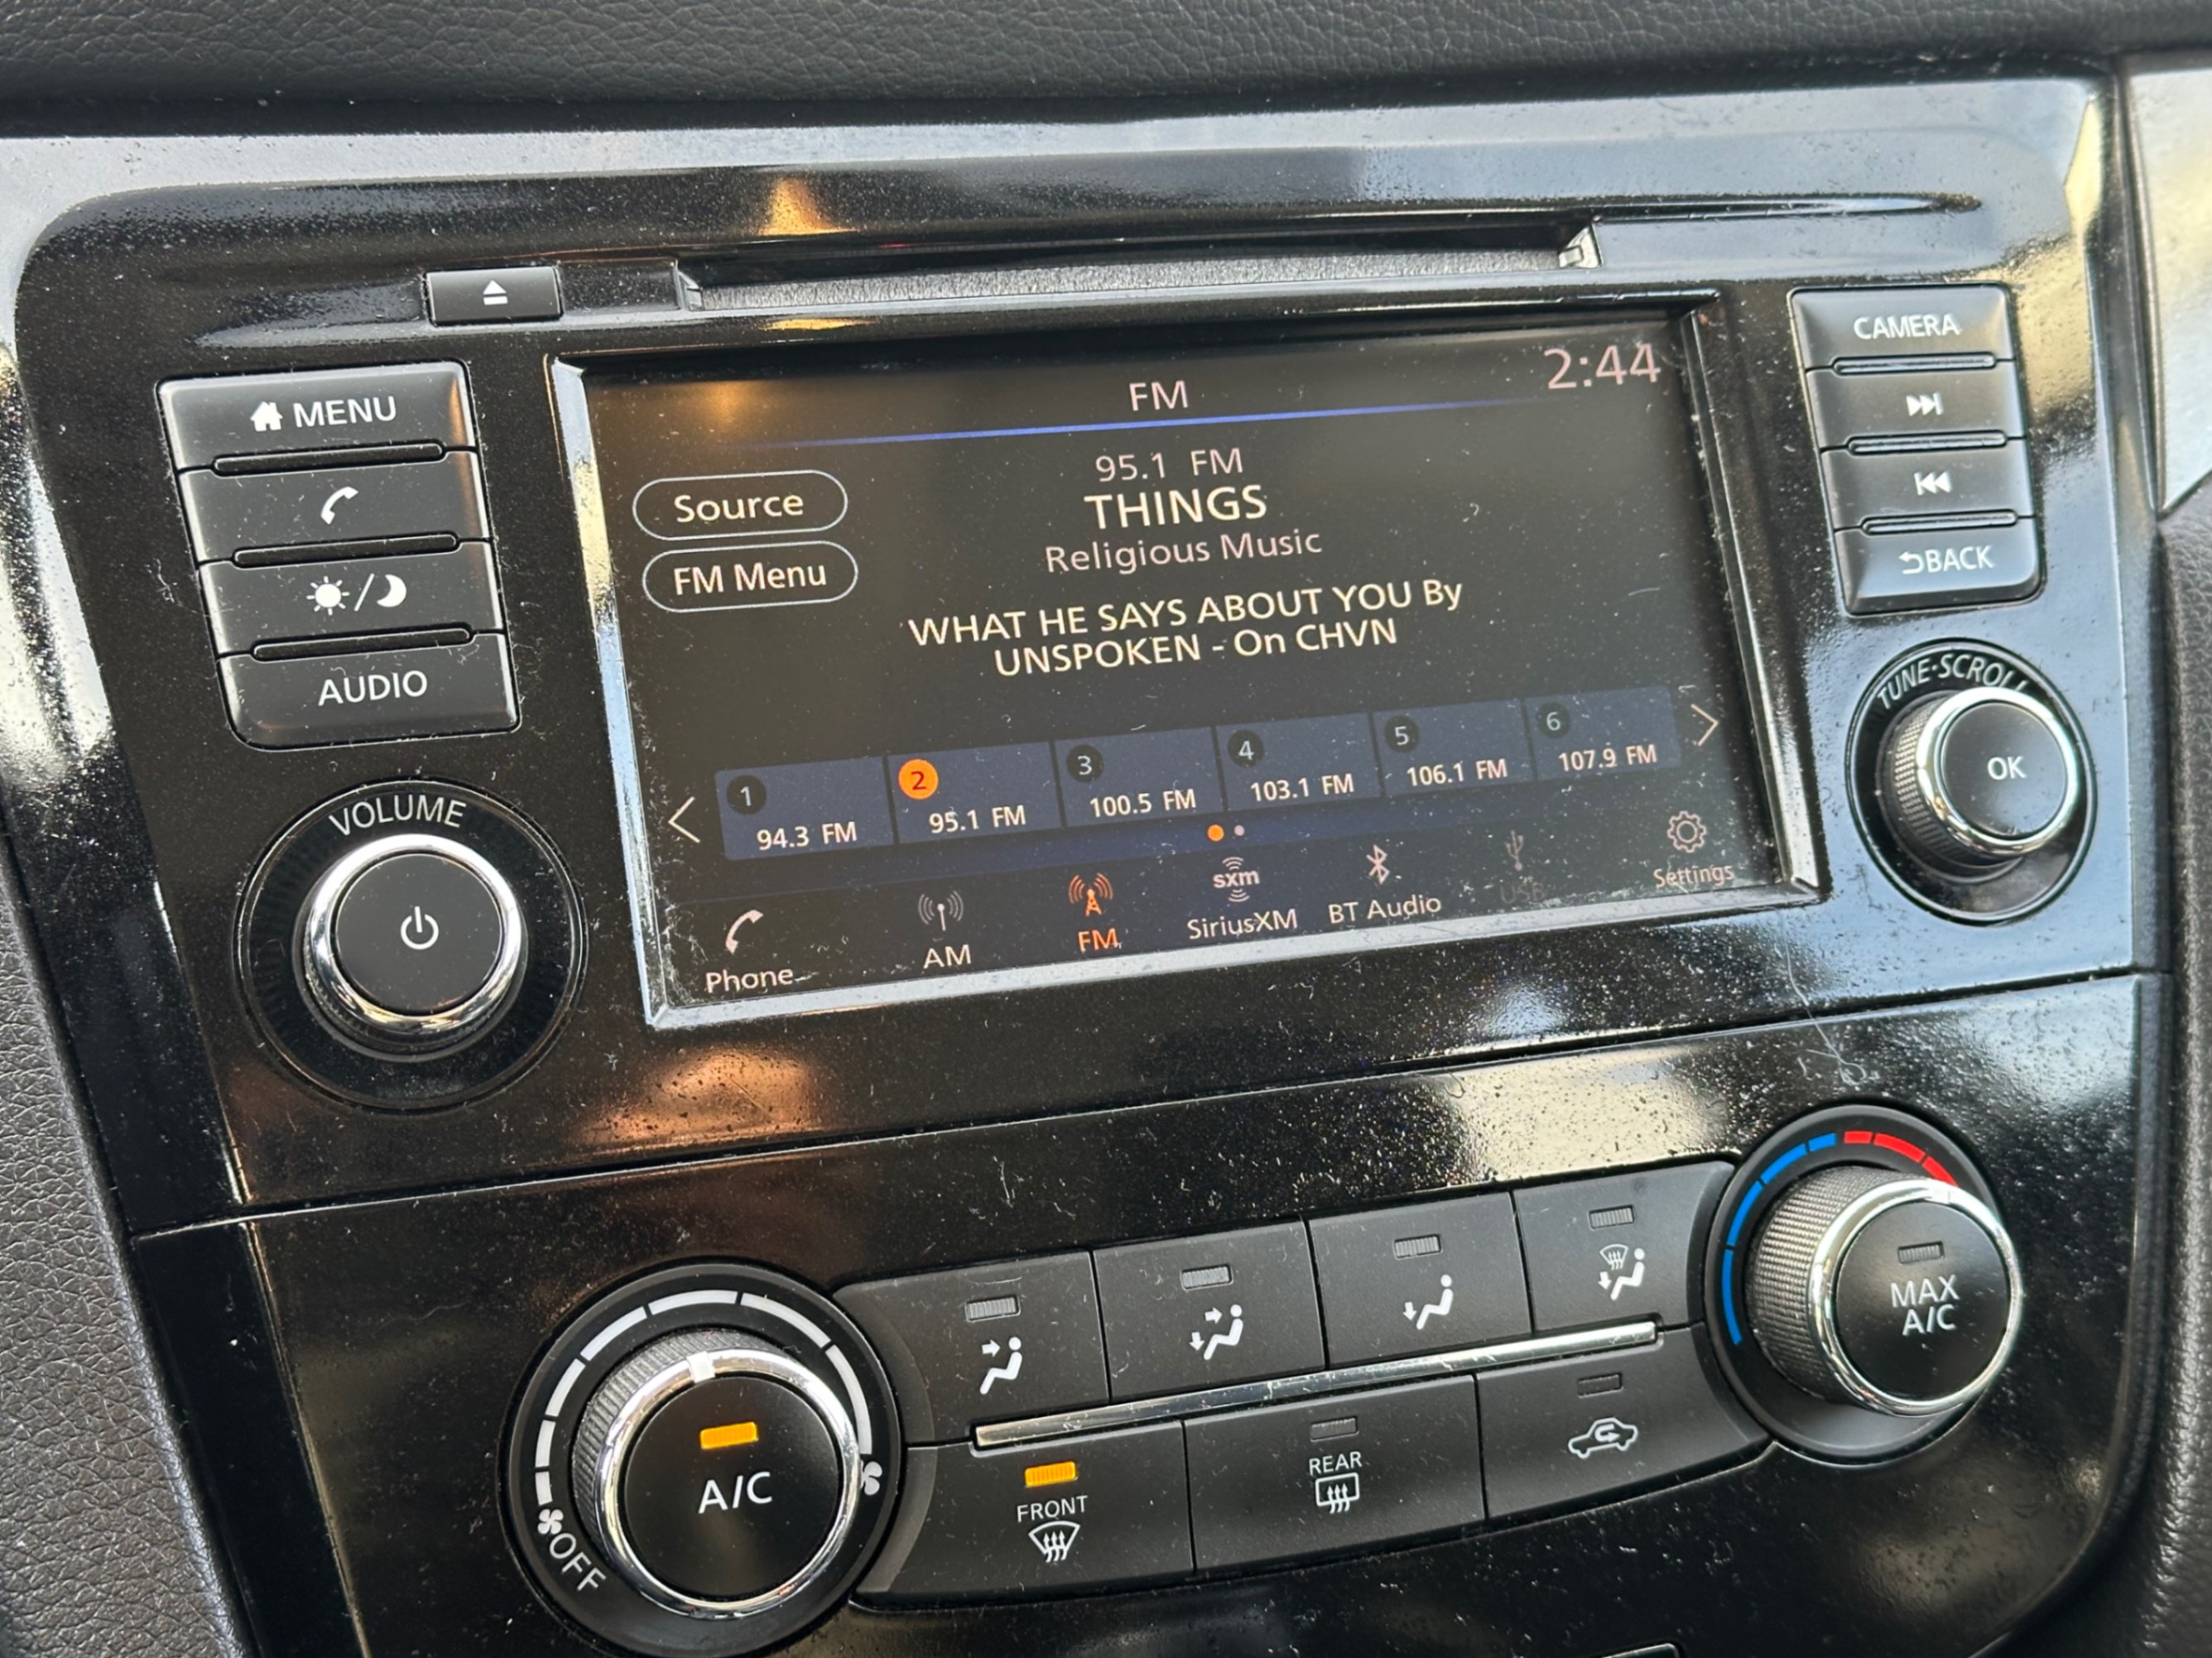 CAMERA
MENU
BACK
AUDIO
VOLUME
TUNE·SCROLL
OK
FM
2:44
95.1 FM
THINGS
Religious Music
Source
FM Menu
WHAT HE SAYS ABOUT YOU By
UNSPOKEN - On CHVN
1
94.3 FM
2
95.1 FM
3
100.5 FM
4
103.1 FM
5
106.1 FM
6
107.9 FM
Phone
AM
FM
sxm
SiriusXM
BT Audio
USB
Settings
A/C
OFF
FRONT
REAR
MAX
A/C